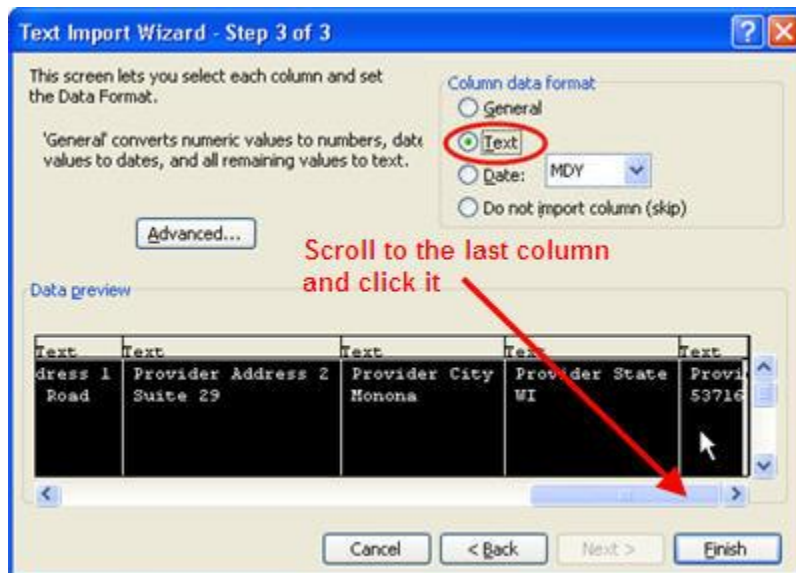 Text Import Wizard - Step 3 of 3
This screen lets you select each column and set
the Data Format.
'General' converts numeric values to numbers, date
values to dates, and all remaining values to text.
Advanced...
Column data format
General
Text
Date: MDY
Do not import column (skip)
Scroll to the last column
and click it
Data preview
Text Text Text Text Text
dress 1 Provider Address 2 Provider City Provider State Provi
Road Suite 29 Monona WI 53716
Cancel < Back Next > Finish